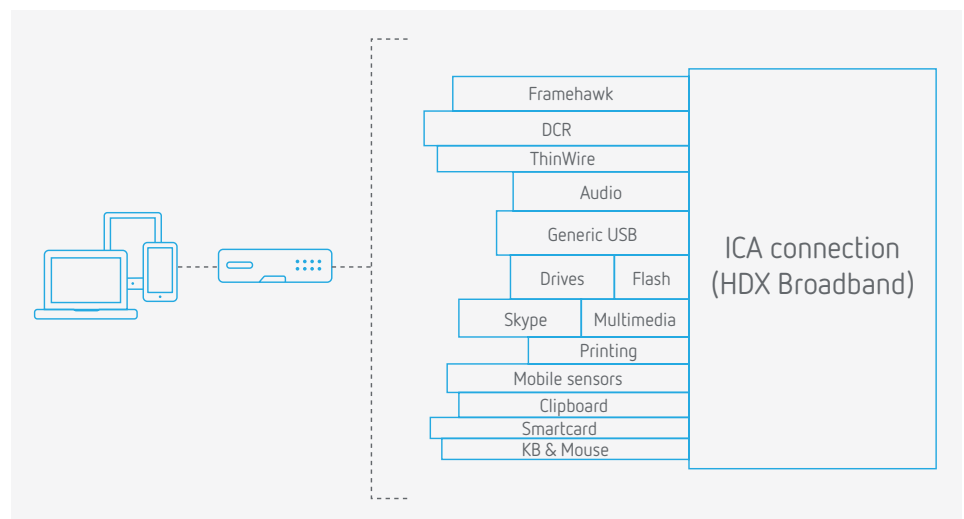 Framehawk
DCR
ThinWire
Audio
Generic USB
Drives
Flash
Skype
Multimedia
Printing
Mobile sensors
Clipboard
Smartcard
KB & Mouse
ICA connection
(HDX Broadband)